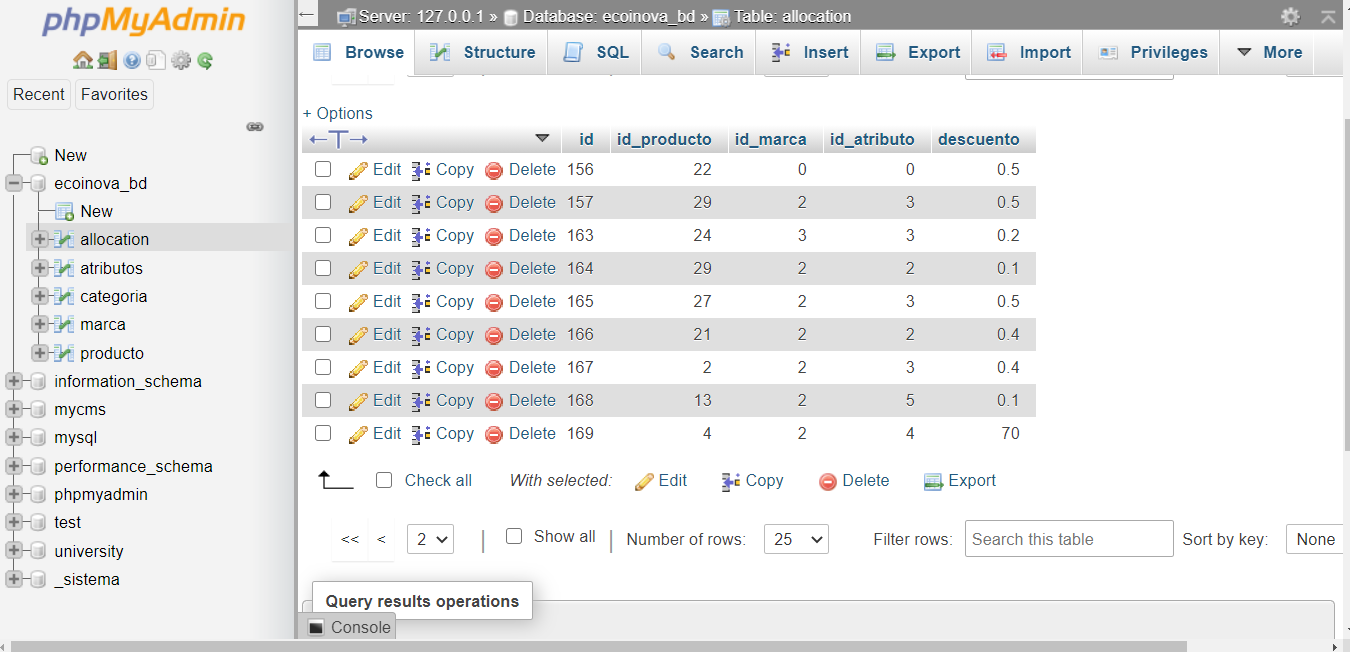 phpMyAdmin
Recent Favorites
New
ecoinova_bd
New
allocation
atributos
categoria
marca
producto
information_schema
mycms
mysql
performance_schema
phpmyadmin
test
university
_sistema
Server: 127.0.0.1 » Database: ecoinova_bd » Table: allocation
Browse Structure SQL Search Insert Export Import Privileges More
+ Options
id id_producto id_marca id_atributo descuento
Edit Copy Delete 156 22 0 0 0.5
Edit Copy Delete 157 29 2 3 0.5
Edit Copy Delete 163 24 3 3 0.2
Edit Copy Delete 164 29 2 2 0.1
Edit Copy Delete 165 27 2 3 0.5
Edit Copy Delete 166 21 2 2 0.4
Edit Copy Delete 167 2 2 3 0.4
Edit Copy Delete 168 13 2 5 0.1
Edit Copy Delete 169 4 2 4 70
Check all With selected: Edit Copy Delete Export
<< < 2 | Show all | Number of rows: 25 Filter rows: Search this table Sort by key: None
Query results operations
Console